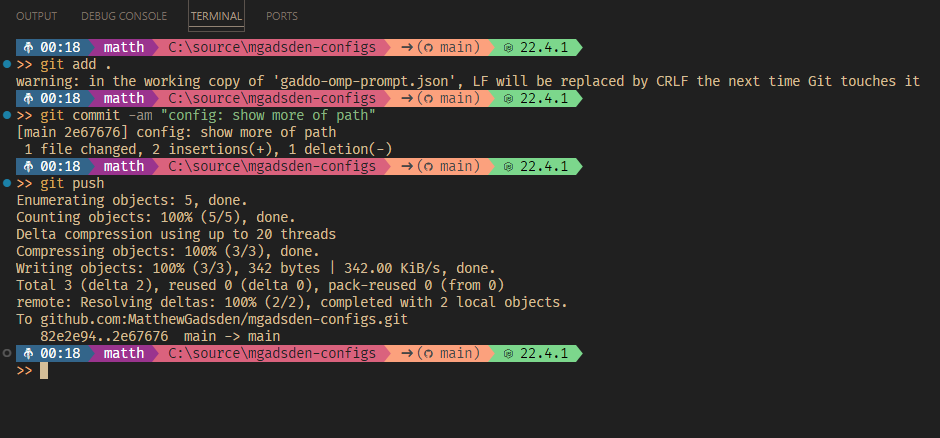 OUTPUT DEBUG CONSOLE TERMINAL PORTS
00:18 matth C:\source\mgadsden-configs →( main) 22.4.1
>> git add .
warning: in the working copy of 'gaddo-omp-prompt.json', LF will be replaced by CRLF the next time Git touches it
00:18 matth C:\source\mgadsden-configs →( main) 22.4.1
>> git commit -am "config: show more of path"
[main 2e67676] config: show more of path
1 file changed, 2 insertions(+), 1 deletion(-)
00:18 matth C:\source\mgadsden-configs →( main) 22.4.1
>> git push
Enumerating objects: 5, done.
Counting objects: 100% (5/5), done.
Delta compression using up to 20 threads
Compressing objects: 100% (3/3), done.
Writing objects: 100% (3/3), 342 bytes | 342.00 KiB/s, done.
Total 3 (delta 2), reused 0 (delta 0), pack-reused 0 (from 0)
remote: Resolving deltas: 100% (2/2), completed with 2 local objects.
To github.com:MatthewGadsden/mgadsden-configs.git
82e2e94..2e67676 main -> main
00:18 matth C:\source\mgadsden-configs →( main) 22.4.1
>>